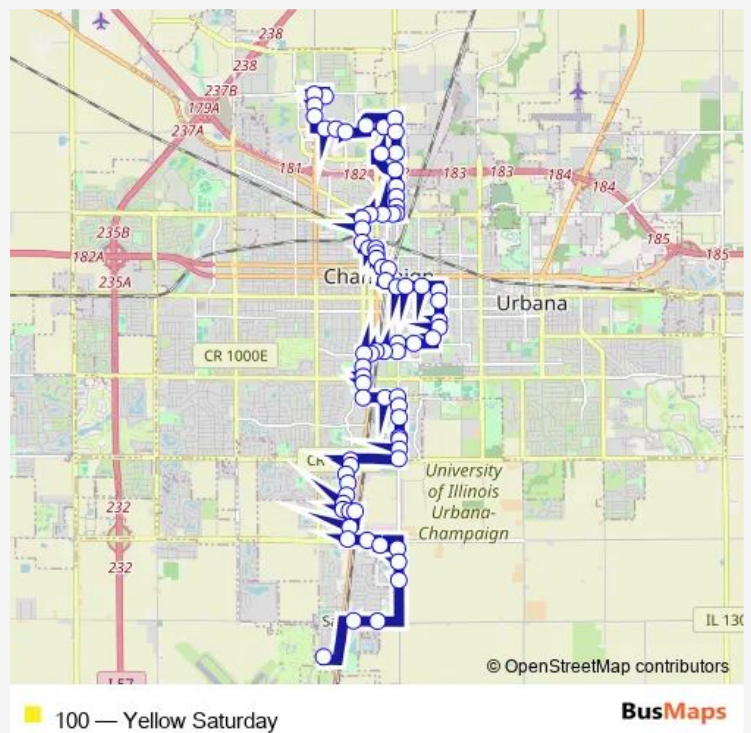 238
238
237B
179A
237A
181
182
183
183
184
184
185
185
235B
182A
235A
Urbana
CR 1000E
University
of Illinois
Urbana-
Champaign
232
232
IL 130
I 57
© OpenStreetMap contributors
100 — Yellow Saturday
BusMaps